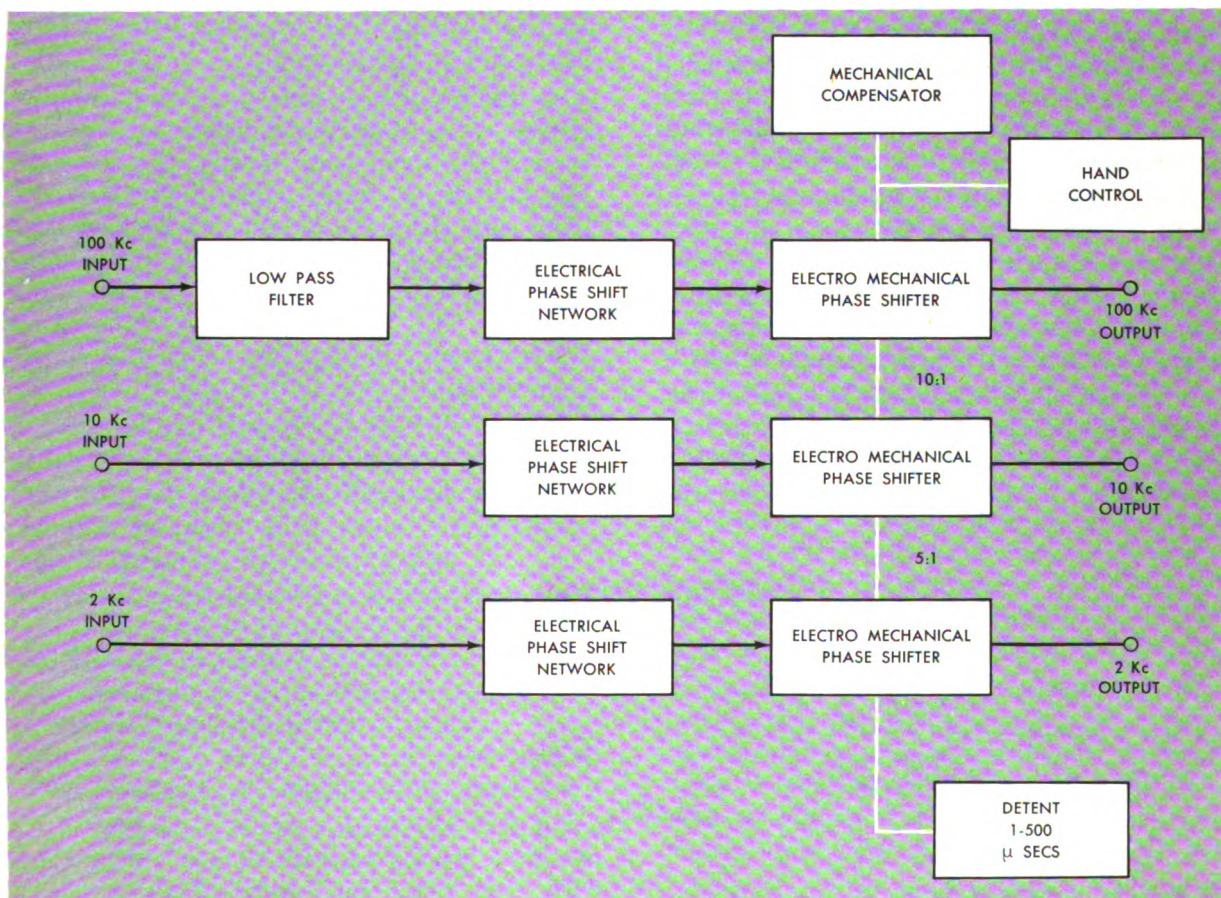 MECHANICAL
COMPENSATOR
HAND
CONTROL
100 Kc
INPUT
LOW PASS
FILTER
ELECTRICAL
PHASE SHIFT
NETWORK
ELECTRO MECHANICAL
PHASE SHIFTER
100 Kc
OUTPUT
10:1
10 Kc
INPUT
ELECTRICAL
PHASE SHIFT
NETWORK
ELECTRO MECHANICAL
PHASE SHIFTER
10 Kc
OUTPUT
5:1
2 Kc
INPUT
ELECTRICAL
PHASE SHIFT
NETWORK
ELECTRO MECHANICAL
PHASE SHIFTER
2 Kc
OUTPUT
DETENT
1-500
μ SECS